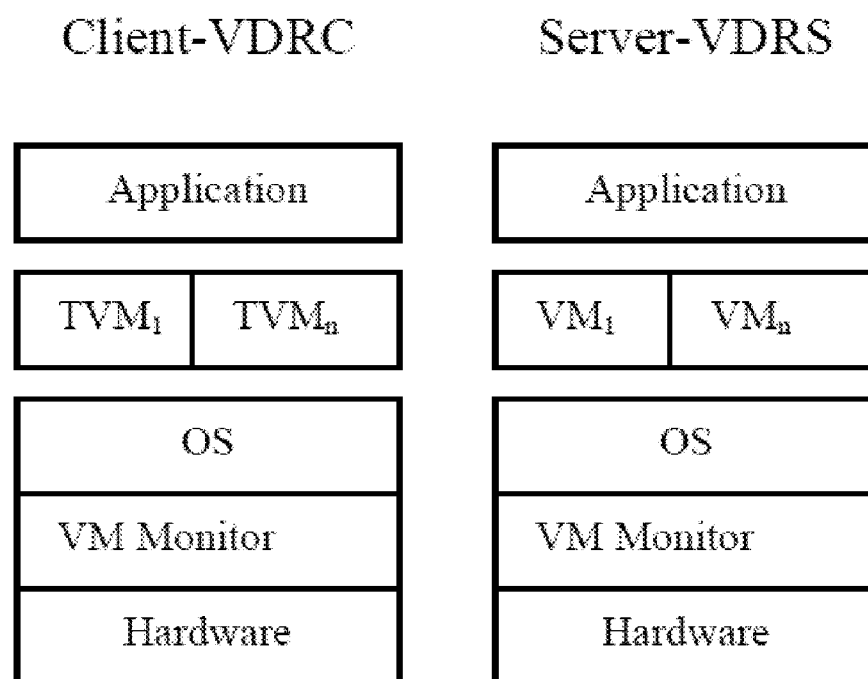 Client-VDRC
Server-VDRS
Application
Application
TVM₁
TVMₙ
VM₁
VMₙ
OS
OS
VM Monitor
VM Monitor
Hardware
Hardware